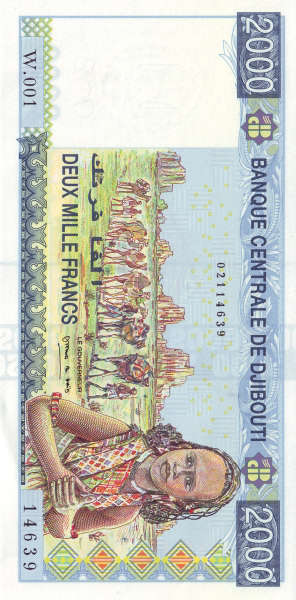 2000
BANQUE CENTRALE DE DJIBOUTI
2000
02114639
W.001
ألفا فرنك
DEUX MILLE FRANCS
LE GOUVERNEUR
14639